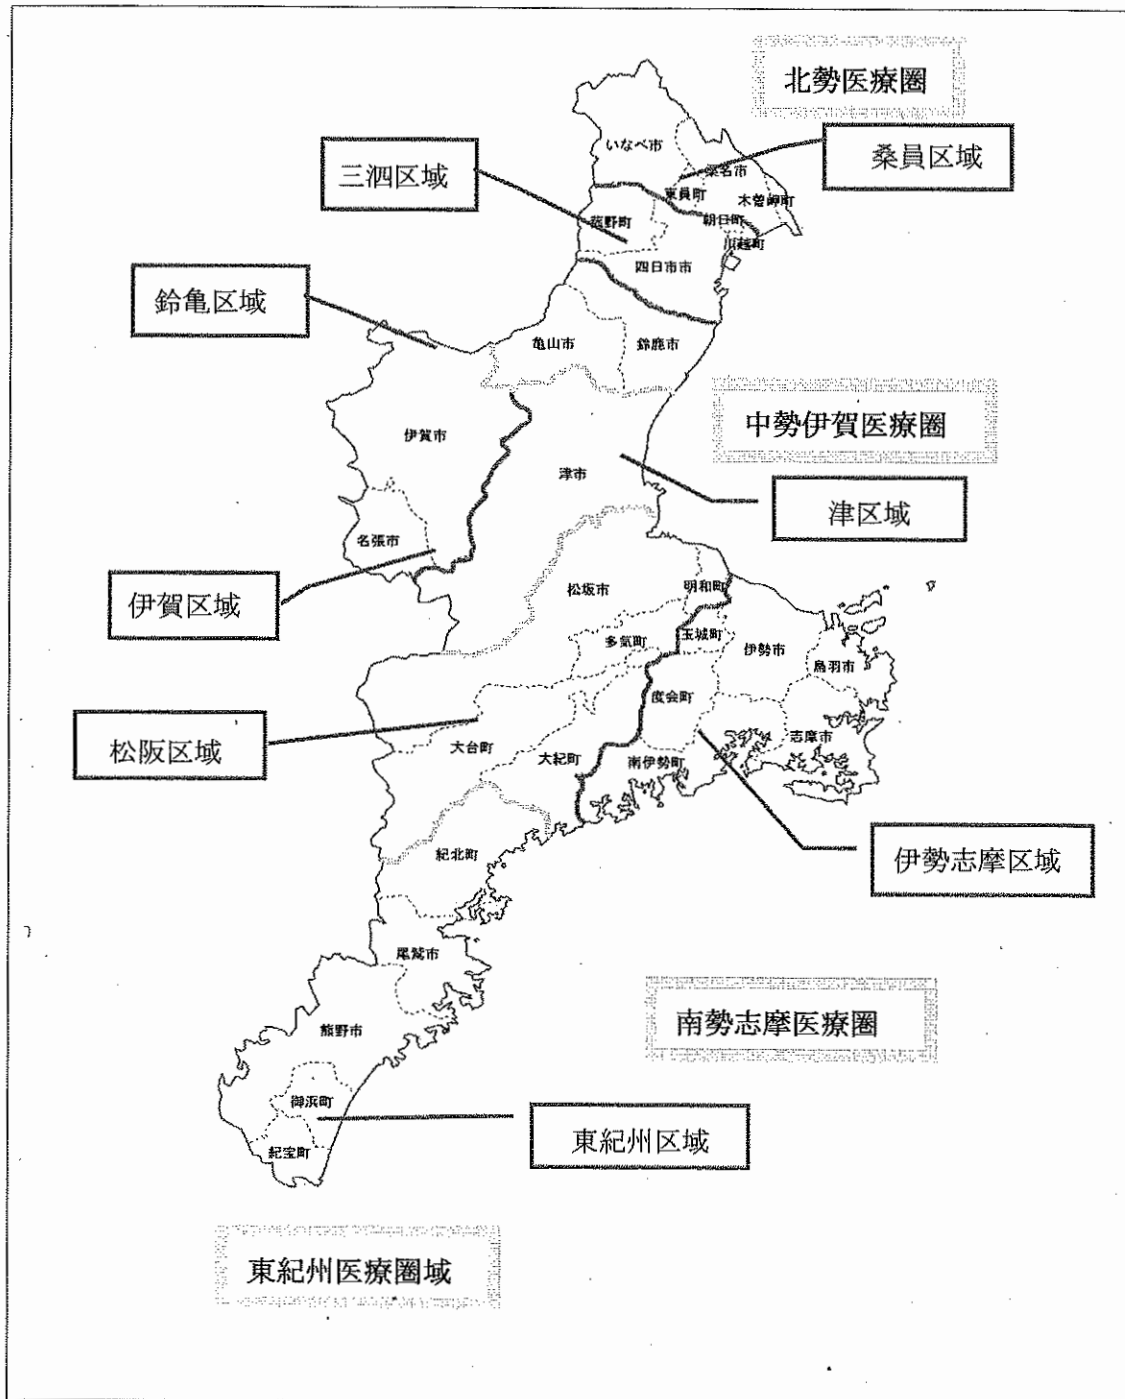 北勢医療圏
桑員区域
三泗区域
いなべ市
桑名市
東員町
木曽岬町
菰野町
朝日町
川越町
四日市市
鈴亀区域
亀山市
鈴鹿市
中勢伊賀医療圏
伊賀市
津市
津区域
名張市
伊賀区域
松坂市
明和町
多気町
玉城町
伊勢市
鳥羽市
度会町
松阪区域
大台町
大紀町
南伊勢町
志摩市
伊勢志摩区域
紀北町
尾鷲市
南勢志摩医療圏
熊野市
御浜町
東紀州区域
紀宝町
東紀州医療圏域